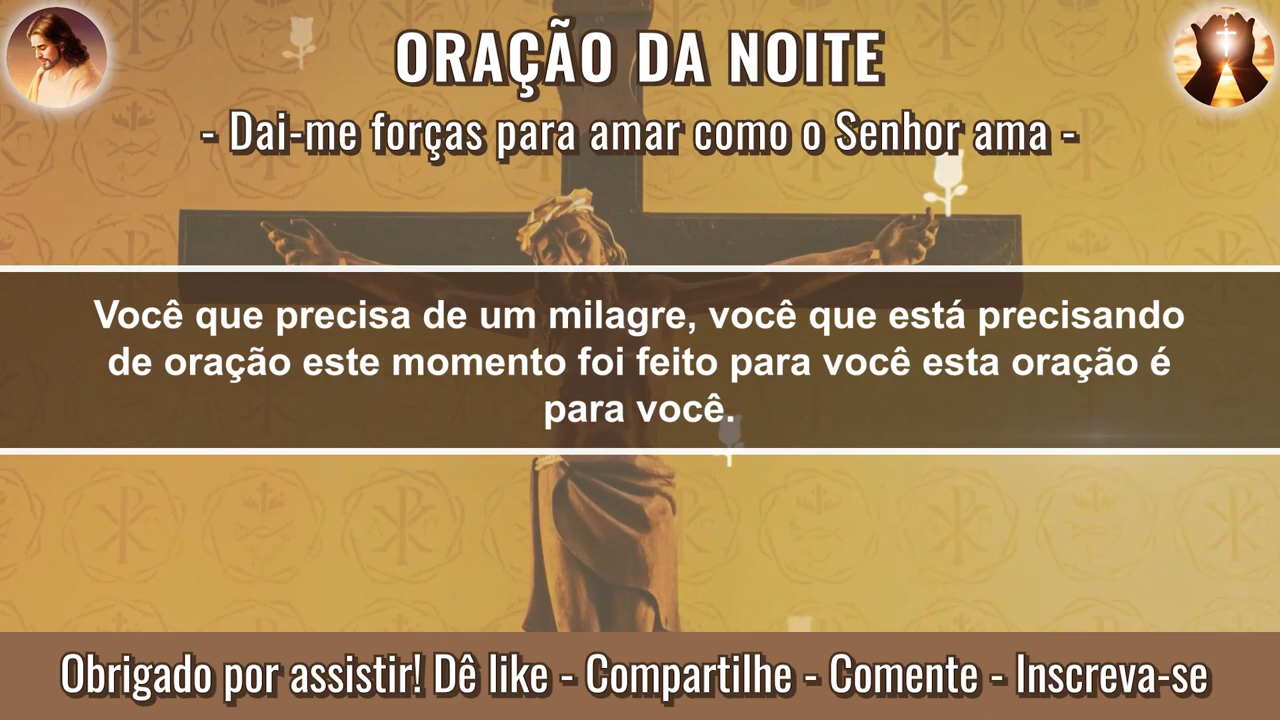 ORAÇÃO DA NOITE
- Dai-me forças para amar como o Senhor ama -
Você que precisa de um milagre, você que está precisando
de oração este momento foi feito para você esta oração é
para você.
Obrigado por assistir! Dê like - Compartilhe - Comente - Inscreva-se